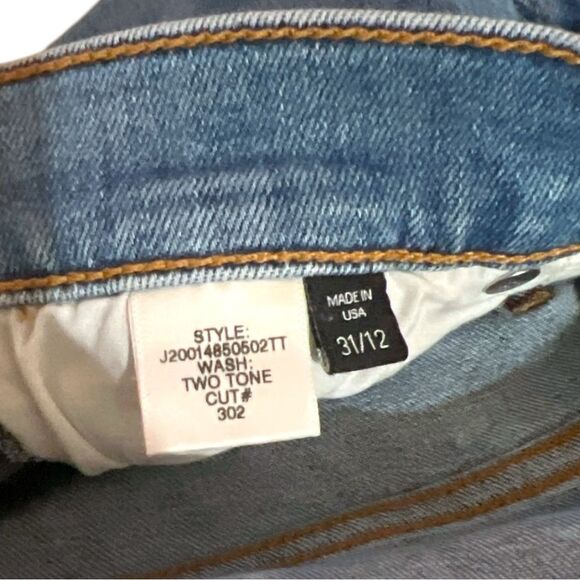 STYLE:
J20014850502TT
WASH:
TWO TONE
CUT#
302
MADE IN
USA
31/12